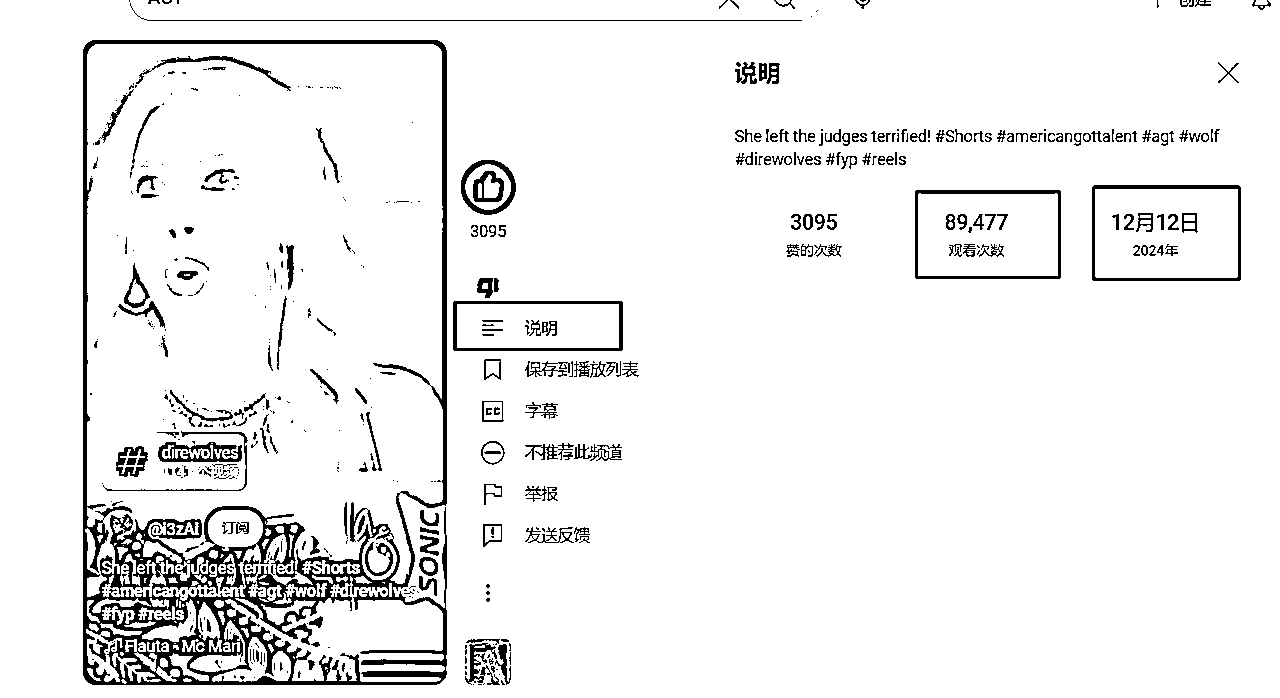 AGT
创建
说明
She left the judges terrified! #Shorts #americangottalent #agt #wolf
#direwolves #fyp #reels
3095
赞的次数
89,477
观看次数
12月12日
2024年
3095
说明
保存到播放列表
字幕
不推荐此频道
举报
发送反馈
# direwolves
个视频
@i3zAi
订阅
She left the judges terrified! #Shorts
#americangottalent #agt #wolf #direwolves
#fyp #reels
Flauta · Mc Mari
SONIC